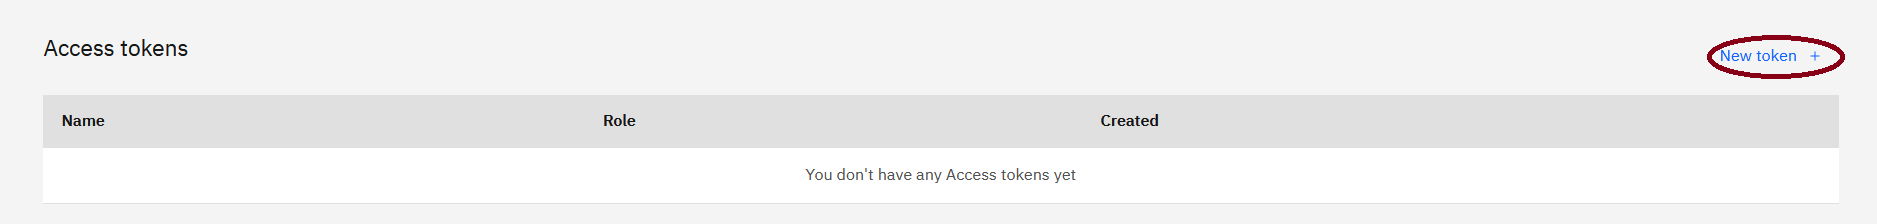 Access tokens
New token +
Name Role Created
You don't have any Access tokens yet